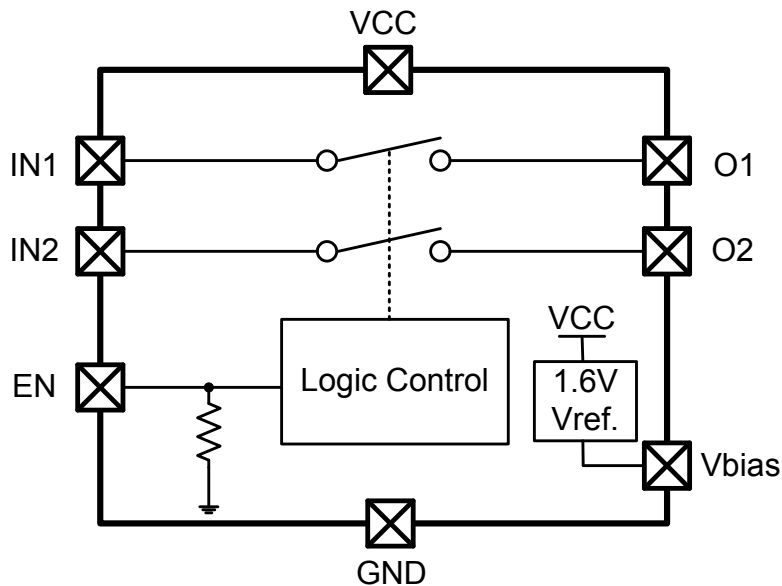 VCC
IN1
O1
IN2
O2
VCC
EN
Logic Control
1.6V
Vref.
Vbias
GND